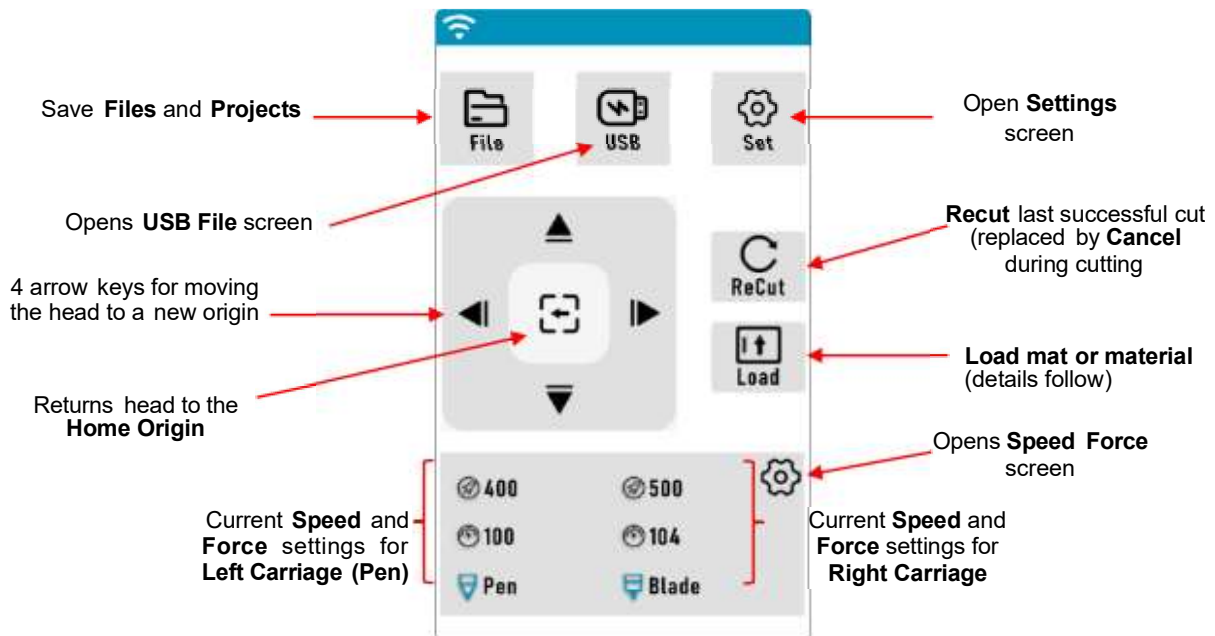 File
USB
Set
Save Files and Projects
Open Settings
screen
Opens USB File screen
Recut last successful cut
(replaced by Cancel
during cutting
ReCut
4 arrow keys for moving
the head to a new origin
Load
Load mat or material
(details follow)
Returns head to the
Home Origin
Opens Speed Force
screen
400
500
100
104
Pen
Blade
Current Speed and
Force settings for
Left Carriage (Pen)
Current Speed and
Force settings for
Right Carriage